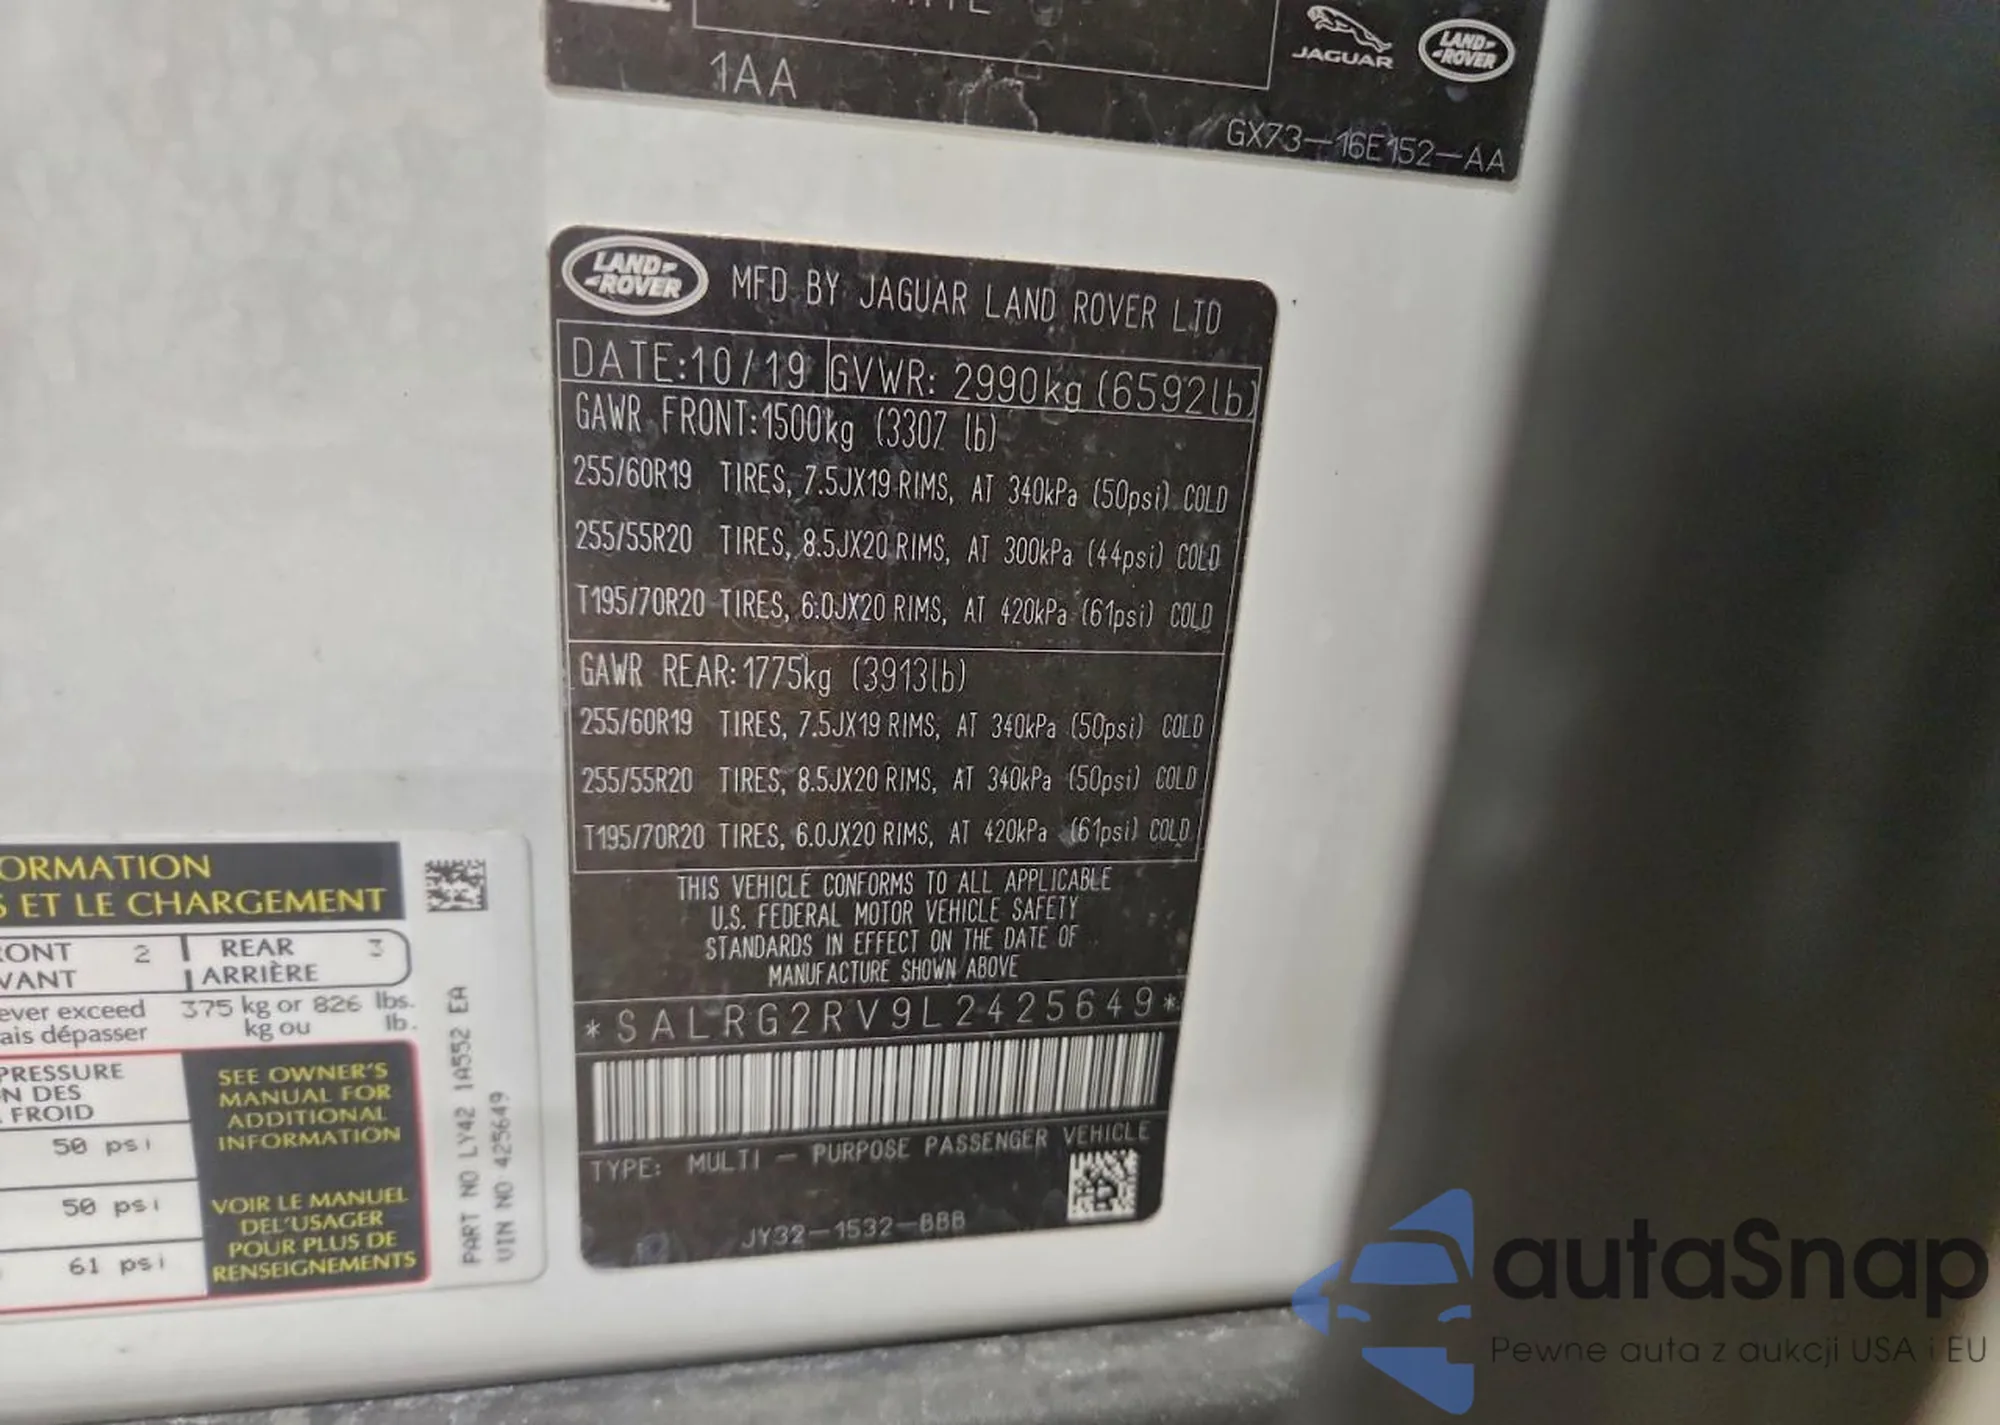 1AA
JAGUAR
LAND ROVER
GX73-16E152-AA
LAND ROVER
MFD BY JAGUAR LAND ROVER LTD
DATE:10/19 GVWR: 2990kg (6592lb)
GAWR FRONT:1500kg (3307 lb)
255/60R19 TIRES, 7.5JX19 RIMS, AT 340kPa (50psi) COLD
255/55R20 TIRES, 8.5JX20 RIMS, AT 300kPa (44psi) COLD
T195/70R20 TIRES, 6.0JX20 RIMS, AT 420kPa (61psi) COLD
GAWR REAR:1775kg (3913lb)
255/60R19 TIRES, 7.5JX19 RIMS, AT 340kPa (50psi) COLD
255/55R20 TIRES, 8.5JX20 RIMS, AT 340kPa (50psi) COLD
T195/70R20 TIRES, 6.0JX20 RIMS, AT 420kPa (61psi) COLD
THIS VEHICLE CONFORMS TO ALL APPLICABLE
U.S. FEDERAL MOTOR VEHICLE SAFETY
STANDARDS IN EFFECT ON THE DATE OF
MANUFACTURE SHOWN ABOVE
*SALRG2RV9L2425649*
TYPE: MULTI - PURPOSE PASSENGER VEHICLE
JY32-1532-BBB
ORMATION
S ET LE CHARGEMENT
RONT 2 REAR 3
VANT ARRIÈRE
ever exceed 375 kg or 826 lbs.
ais dépasser kg ou lb.
PRESSURE
N DES
FROID
50 psi
50 psi
61 psi
SEE OWNER'S
MANUAL FOR
ADDITIONAL
INFORMATION
VOIR LE MANUEL
DEL'USAGER
POUR PLUS DE
RENSEIGNEMENTS
PART NO LY42 1A552 EA
VIN NO 425649
autaSnap
Pewne auta z aukcji USA i EU